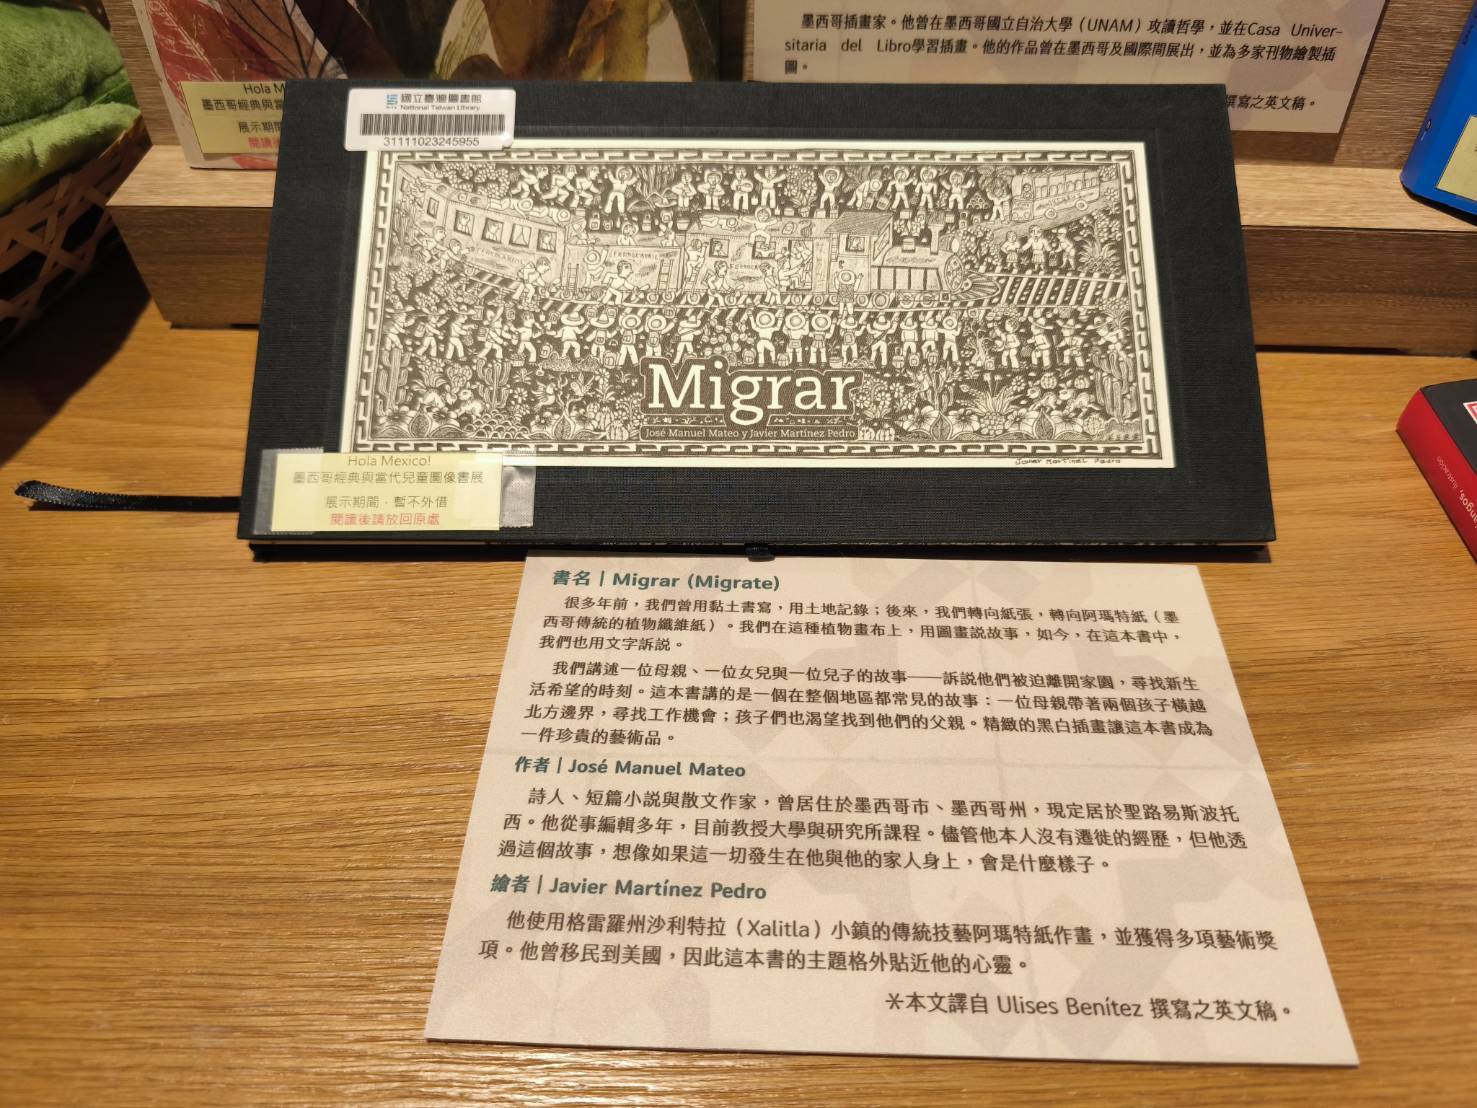 墨西哥插畫家。他曾在墨西哥國立自治大學（UNAM）攻讀哲學，並在Casa Univer-
sitaria del Libro學習插畫。他的作品曾在墨西哥及國際間展出，並為多家刊物繪製插
圖。
撰寫之英文稿。
Hola M
墨西哥經典與當
展示期間
閱讀後
國立臺灣圖書館
National Taiwan Library
31111023245955
Migrar
José Manuel Mateo y Javier Martínez Pedro
Javier Martinez Pedro
Hola Mexico!
墨西哥經典與當代兒童圖像書展
展示期間，暫不外借
閱讀後請放回原處
書名｜Migrar (Migrate)
很多年前，我們曾用黏土書寫，用土地記錄；後來，我們轉向紙張，轉向阿瑪特紙（墨
西哥傳統的植物纖維紙）。我們在這種植物畫布上，用圖畫說故事，如今，在這本書中，
我們也用文字訴說。
我們講述一位母親、一位女兒與一位兒子的故事——訴說他們被迫離開家園，尋找新生
活希望的時刻。這本書講的是一個在整個地區都常見的故事：一位母親帶著兩個孩子橫越
北方邊界，尋找工作機會；孩子們也渴望找到他們的父親。精緻的黑白插畫讓這本書成為
一件珍貴的藝術品。
作者｜José Manuel Mateo
詩人、短篇小說與散文作家，曾居住於墨西哥市、墨西哥州，現定居於聖路易斯波托
西。他從事編輯多年，目前教授大學與研究所課程。儘管他本人沒有遷徙的經歷，但他透
過這個故事，想像如果這一切發生在他與他的家人身上，會是什麼樣子。
繪者｜Javier Martínez Pedro
他使用格雷羅州沙利特拉（Xalitla）小鎮的傳統技藝阿瑪特紙作畫，並獲得多項藝術獎
項。他曾移民到美國，因此這本書的主題格外貼近他的心靈。
＊本文譯自 Ulises Benítez 撰寫之英文稿。